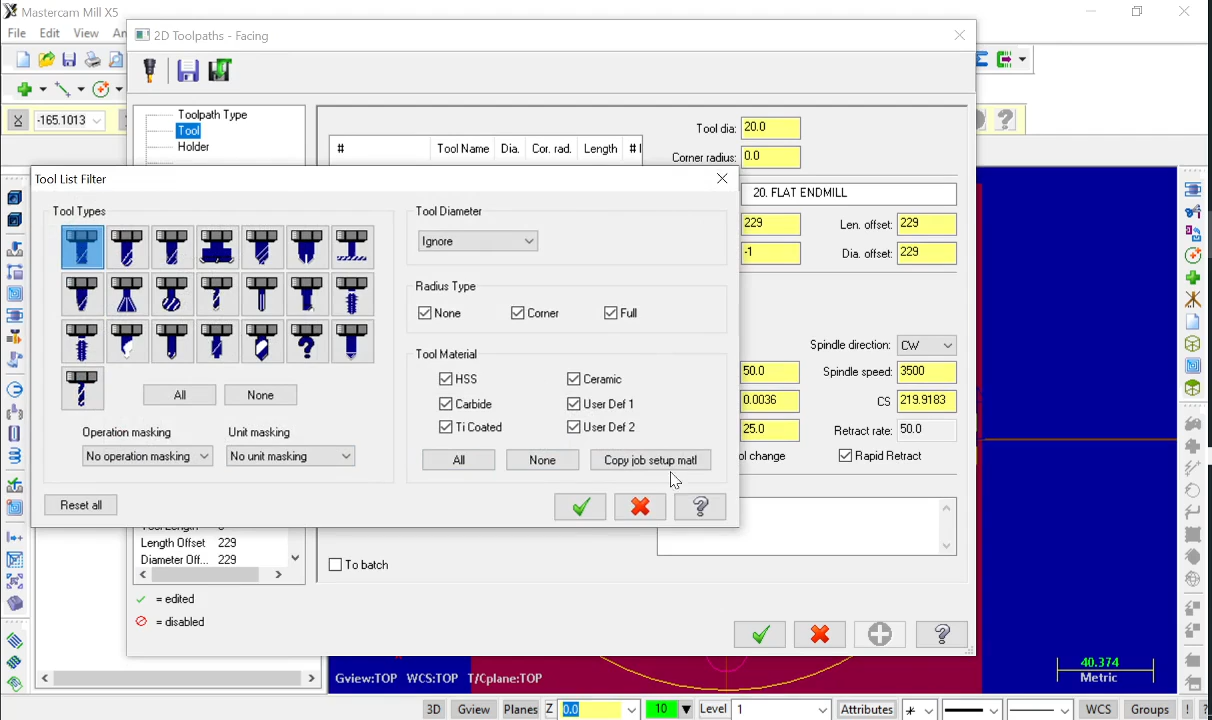 Mastercam Mill X5
File Edit View An
2D Toolpaths - Facing
X -165.1013
Toolpath Type
Tool
Holder
# Tool Name Dia. Cor. rad. Length
Tool dia: 20.0
Corner radius: 0.0
20. FLAT ENDMILL
229 Len. offset: 229
-1 Dia. offset: 229
Spindle direction: CW
50.0 Spindle speed: 3500
0.0036 CS 219.9183
25.0 Retract rate: 50.0
ol change Rapid Retract
Tool List Filter
Tool Types
All None
Operation masking Unit masking
No operation masking No unit masking
Reset all
Tool Diameter
Ignore
Radius Type
None Corner Full
Tool Material
HSS Ceramic
Carbide User Def 1
Ti Coated User Def 2
All None Copy job setup matl
Length Offset 229
Diameter Off... 229
To batch
= edited
= disabled
Gview:TOP WCS:TOP T/Cplane:TOP
40.374
Metric
3D Gview Planes Z 0.0 10 Level 1 Attributes WCS Groups ! ?